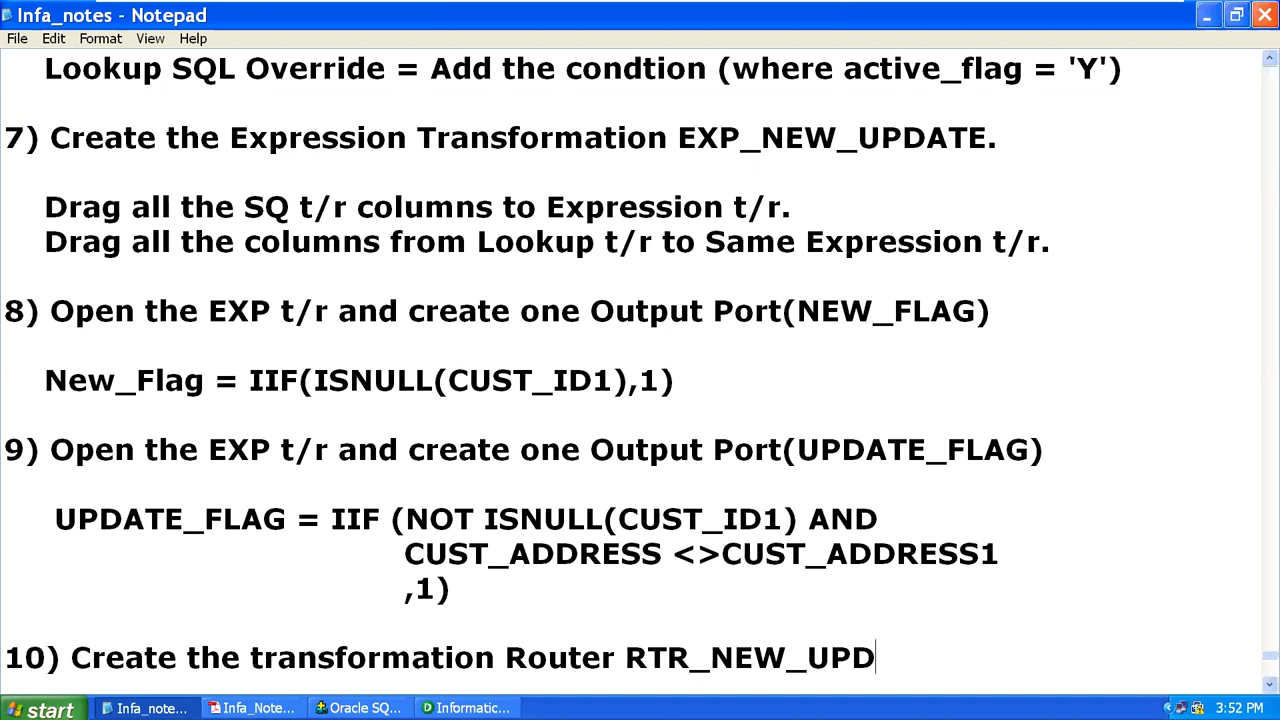 Infa_notes - Notepad
File Edit Format View Help
Lookup SQL Override = Add the condtion (where active_flag = 'Y')
7) Create the Expression Transformation EXP_NEW_UPDATE.
Drag all the SQ t/r columns to Expression t/r.
Drag all the columns from Lookup t/r to Same Expression t/r.
8) Open the EXP t/r and create one Output Port(NEW_FLAG)
New_Flag = IIF(ISNULL(CUST_ID1),1)
9) Open the EXP t/r and create one Output Port(UPDATE_FLAG)
UPDATE_FLAG = IIF (NOT ISNULL(CUST_ID1) AND
CUST_ADDRESS <>CUST_ADDRESS1
,1)
10) Create the transformation Router RTR_NEW_UPD
start Infa_note... Infa_Note... Oracle SQ... Informatic... 3:52 PM